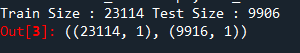 Train Size : 23114 Test Size : 9906
Out[3]: ((23114, 1), (9916, 1))